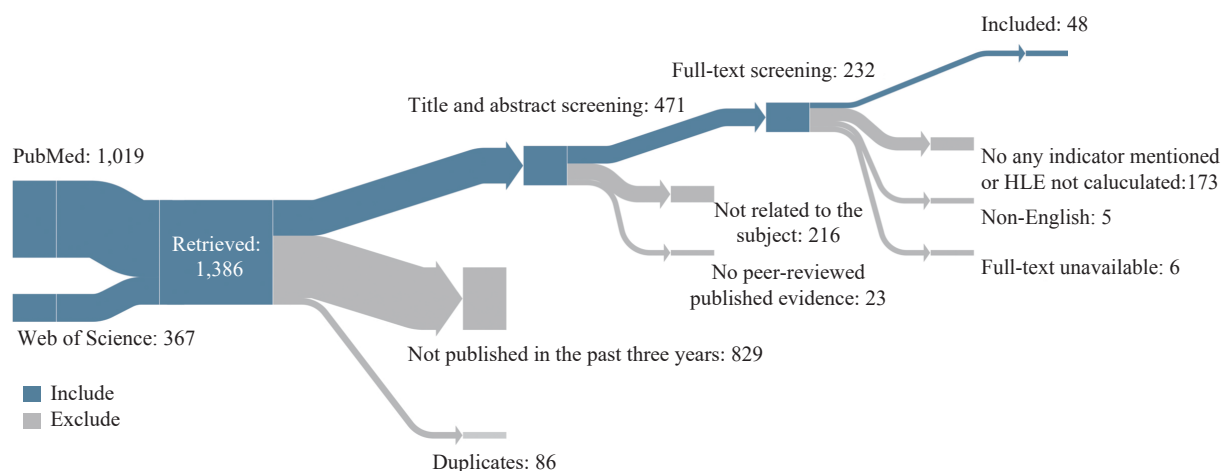 Included: 48
Full-text screening: 232
Title and abstract screening: 471
PubMed: 1,019
No any indicator mentioned
or HLE not caluculated:173
Not related to the
subject: 216
Non-English: 5
Retrieved:
1,386
No peer-reviewed
published evidence: 23
Full-text unavailable: 6
Web of Science: 367
Not published in the past three years: 829
Include
Exclude
Duplicates: 86